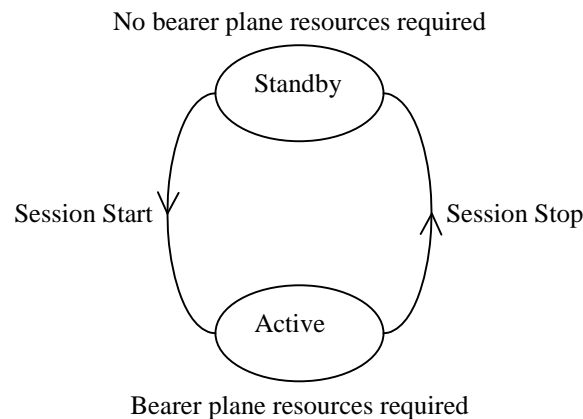 No bearer plane resources required
Standby
Session Start
Session Stop
Active
Bearer plane resources required